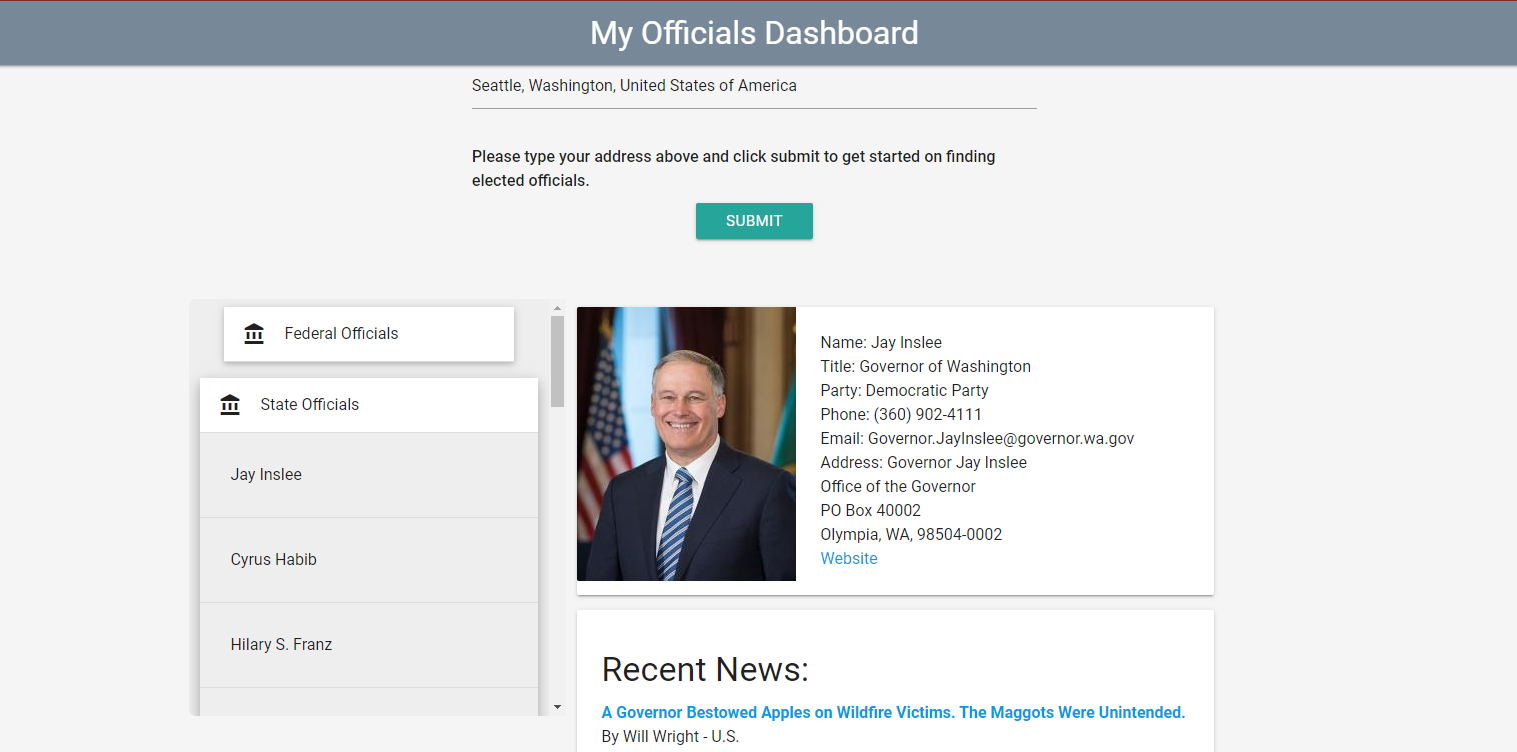 My Officials Dashboard
Seattle, Washington, United States of America
Please type your address above and click submit to get started on finding
elected officials.
SUBMIT
Federal Officials
State Officials
Jay Inslee
Cyrus Habib
Hilary S. Franz
Name: Jay Inslee
Title: Governor of Washington
Party: Democratic Party
Phone: (360) 902-4111
Email: Governor.JayInslee@governor.wa.gov
Address: Governor Jay Inslee
Office of the Governor
PO Box 40002
Olympia, WA, 98504-0002
Website
Recent News:
A Governor Bestowed Apples on Wildfire Victims. The Maggots Were Unintended.
By Will Wright - U.S.